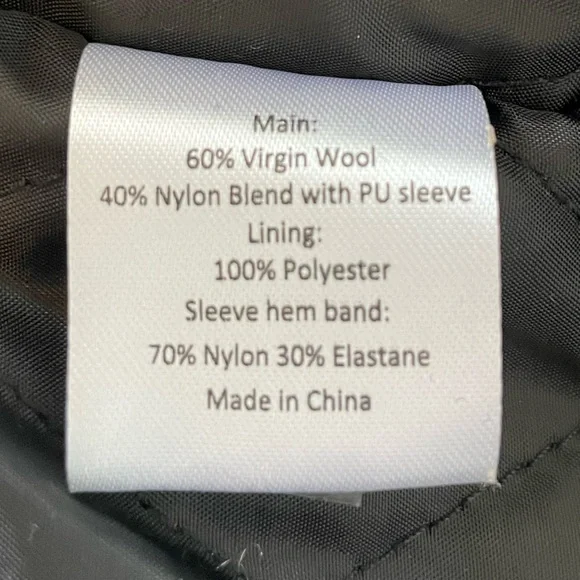 Main:
60% Virgin Wool
40% Nylon Blend with PU sleeve
Lining:
100% Polyester
Sleeve hem band:
70% Nylon 30% Elastane
Made in China